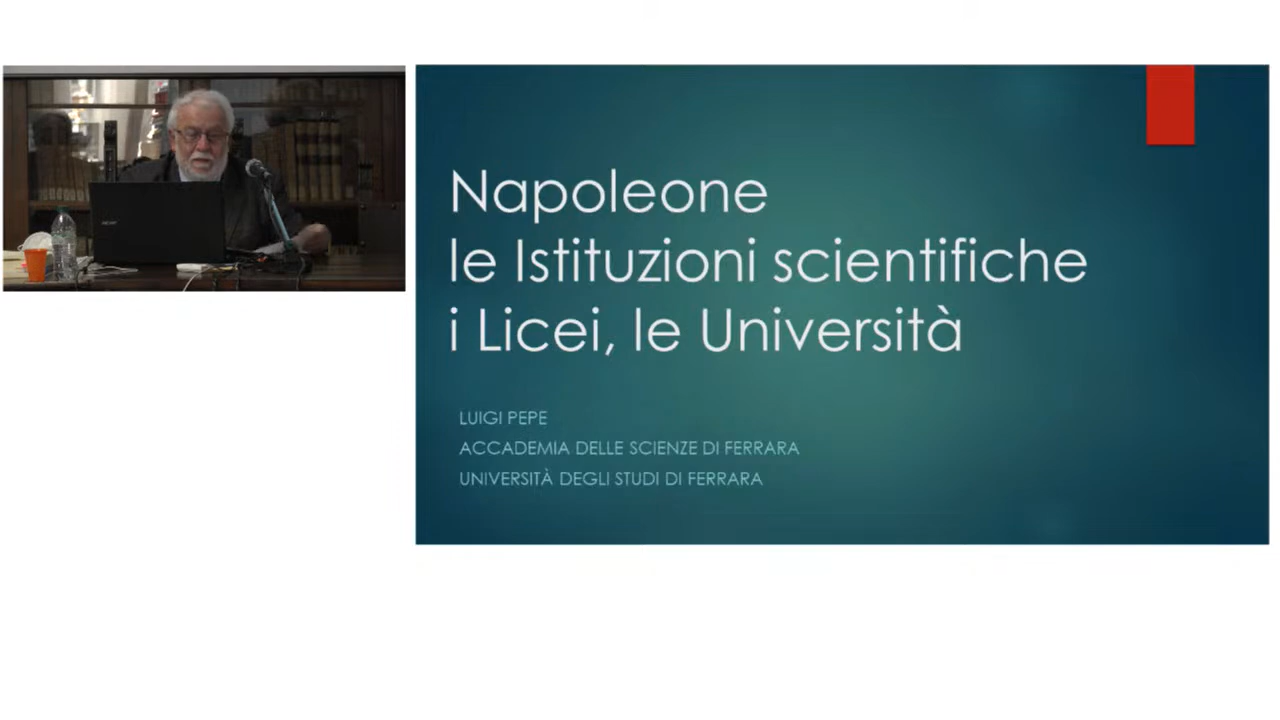 Napoleone
le Istituzioni scientifiche
i Licei, le Università
LUIGI PEPE
ACCADEMIA DELLE SCIENZE DI FERRARA
UNIVERSITÀ DEGLI STUDI DI FERRARA